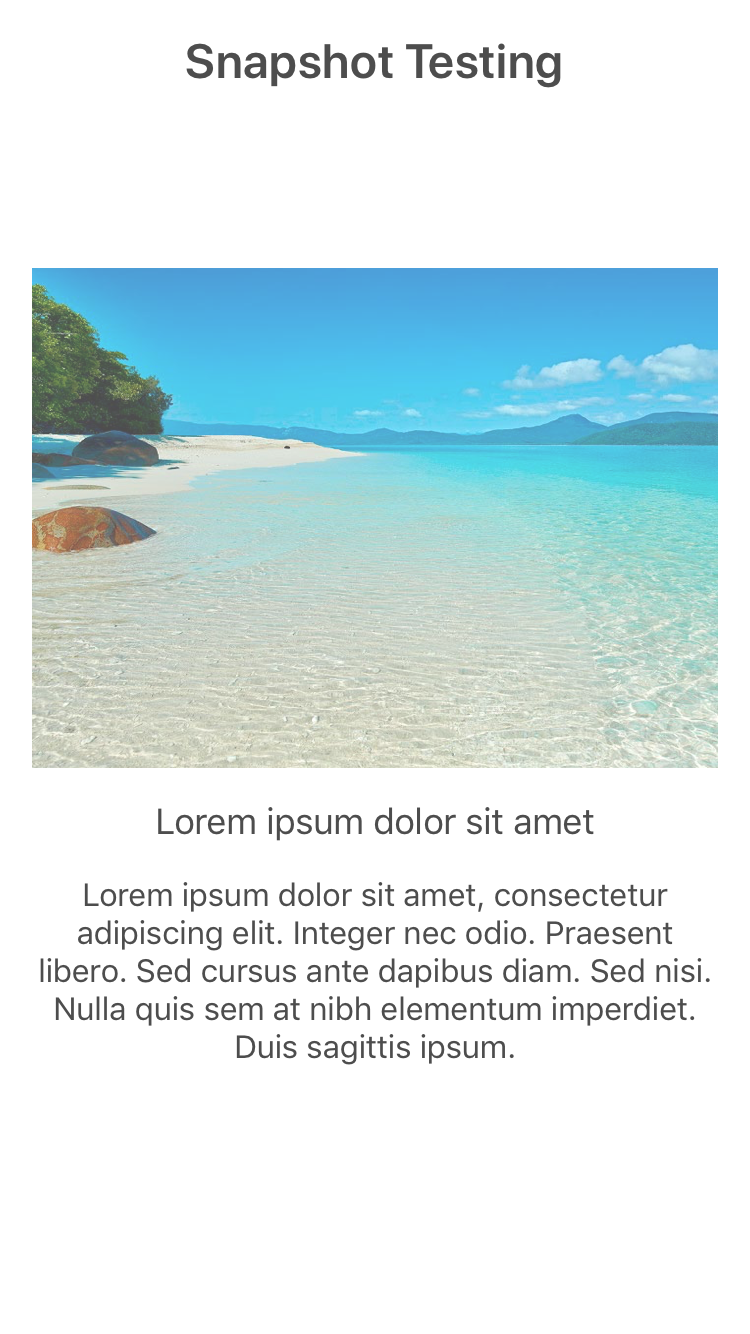 Snapshot Testing
Lorem ipsum dolor sit amet
Lorem ipsum dolor sit amet, consectetur
adipiscing elit. Integer nec odio. Praesent
libero. Sed cursus ante dapibus diam. Sed nisi.
Nulla quis sem at nibh elementum imperdiet.
Duis sagittis ipsum.